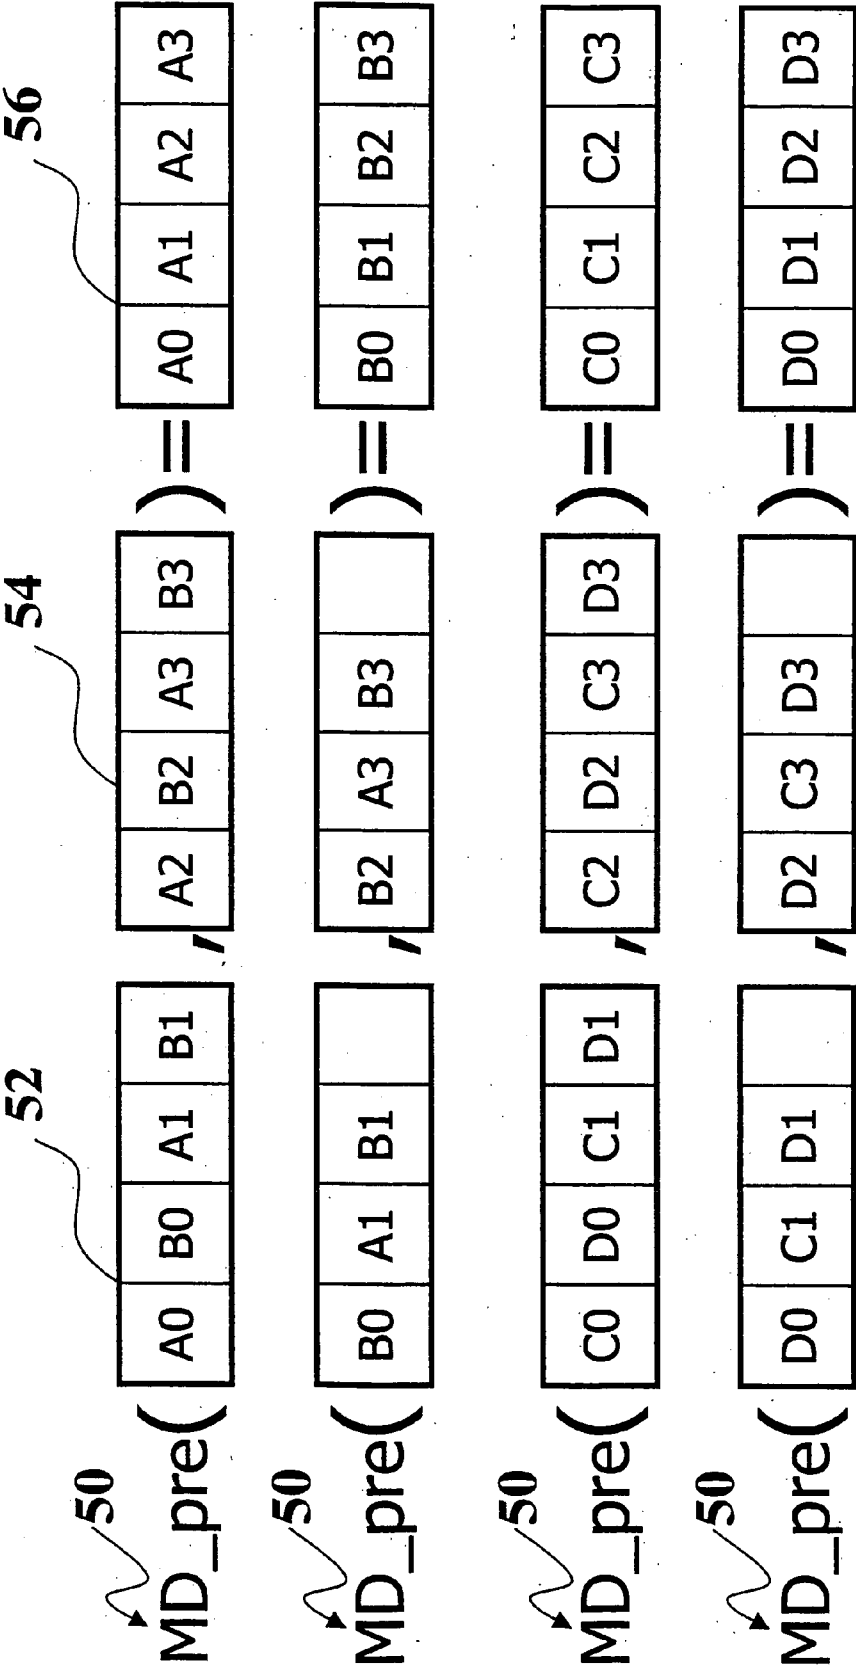 52 54 56
50
MD_pre( A0 B0 A1 B1 , A2 B2 A3 B3 )= A0 A1 A2 A3
50
MD_pre( B0 A1 B1 , B2 A3 B3 )= B0 B1 B2 B3
50
MD_pre( C0 D0 C1 D1 , C2 D2 C3 D3 )= C0 C1 C2 C3
50
MD_pre( D0 C1 D1 , D2 C3 D3 )= D0 D1 D2 D3